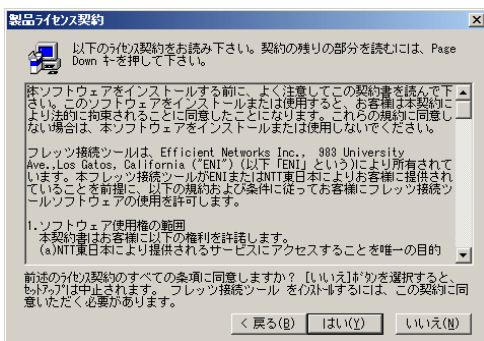 製品ライセンス契約
以下のライセンス契約をお読み下さい。契約の残りの部分を読むには、Page
Down キーを押して下さい。
本ソフトウェアをインストールする前に、よく注意してこの契約書を読んで下
さい。このソフトウェアをインストールまたは使用すると、お客様は本契約に
より法的に拘束されることに同意したことになります。これらの規約に同意し
ない場合は、本ソフトウェアをインストールまたは使用しないでください。
フレッツ接続ツールは、Efficient Networks Inc., 983 University
Ave.,Los Gatos, California ("ENI") (以下「ENI」という)により所有されて
います。本フレッツ接続ツールがENIまたはNTT東日本によりお客様に提供され
ていることを前提に、以下の規約および条件に従ってお客様にフレッツ接続ツ
ールソフトウェアの使用を許可します。
1.ソフトウェア使用権の範囲
本契約書はお客様に以下の権利を許諾します。
(a)NTT東日本により提供されるサービスにアクセスすることを唯一の目的
前述のライセンス契約のすべての条項に同意しますか? [いいえ]ボタンを選択すると、
セットアップは中止されます。 フレッツ接続ツール をインストールするには、この契約に同
意いただく必要があります。
< 戻る(B) はい(Y) いいえ(N)